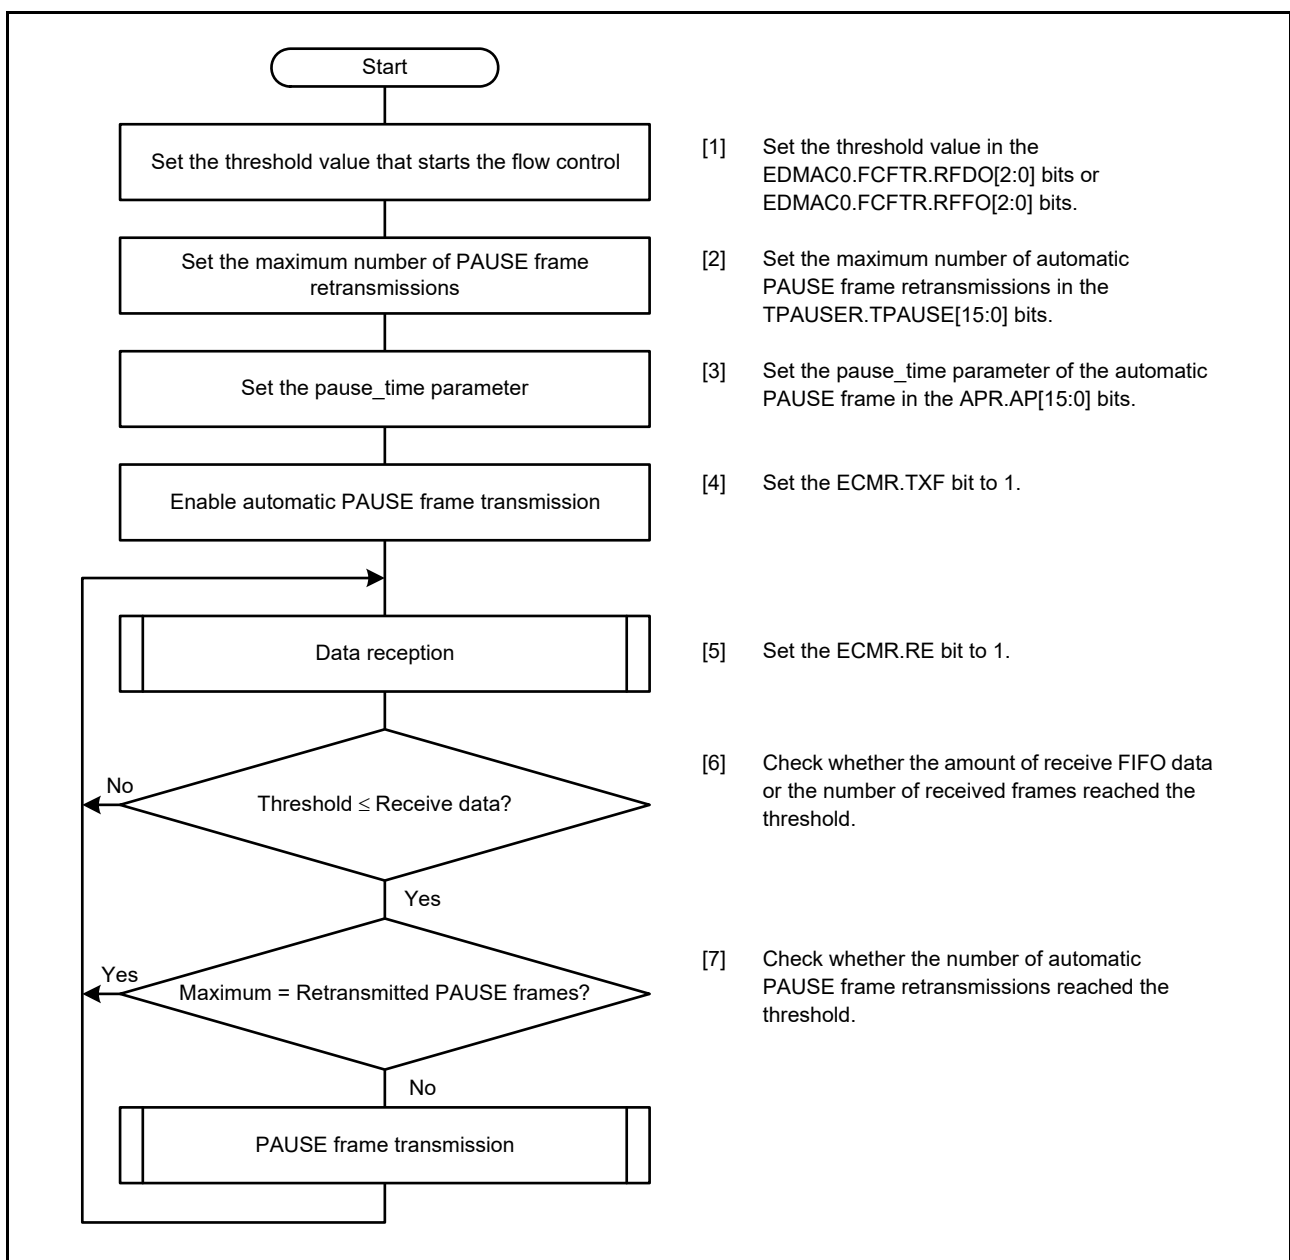 Start
Set the threshold value that starts the flow control
[1] Set the threshold value in the
EDMAC0.FCFTR.RFDO[2:0] bits or
EDMAC0.FCFTR.RFFO[2:0] bits.
Set the maximum number of PAUSE frame
retransmissions
[2] Set the maximum number of automatic
PAUSE frame retransmissions in the
TPAUSER.TPAUSE[15:0] bits.
Set the pause_time parameter
[3] Set the pause_time parameter of the automatic
PAUSE frame in the APR.AP[15:0] bits.
Enable automatic PAUSE frame transmission
[4] Set the ECMR.TXF bit to 1.
Data reception
[5] Set the ECMR.RE bit to 1.
No
Threshold ≤ Receive data?
[6] Check whether the amount of receive FIFO data
or the number of received frames reached the
threshold.
Yes
Yes
Maximum = Retransmitted PAUSE frames?
[7] Check whether the number of automatic
PAUSE frame retransmissions reached the
threshold.
No
PAUSE frame transmission